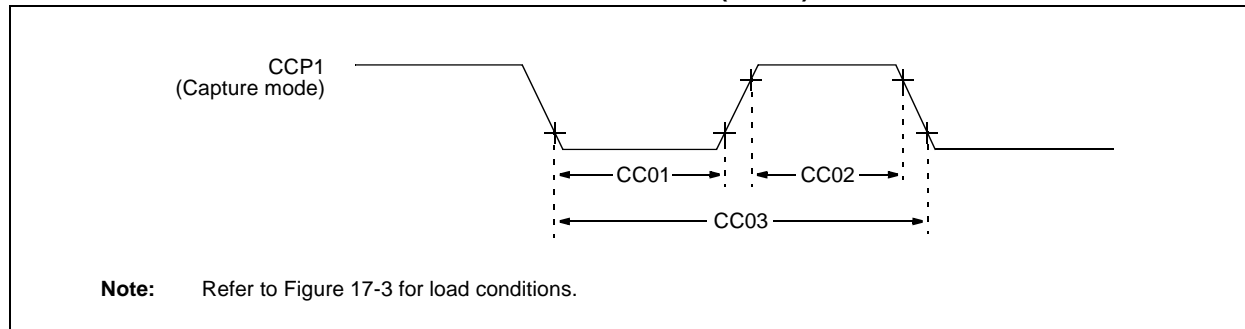 CCP1
(Capture mode)
CC01
CC02
CC03
Note: Refer to Figure 17-3 for load conditions.